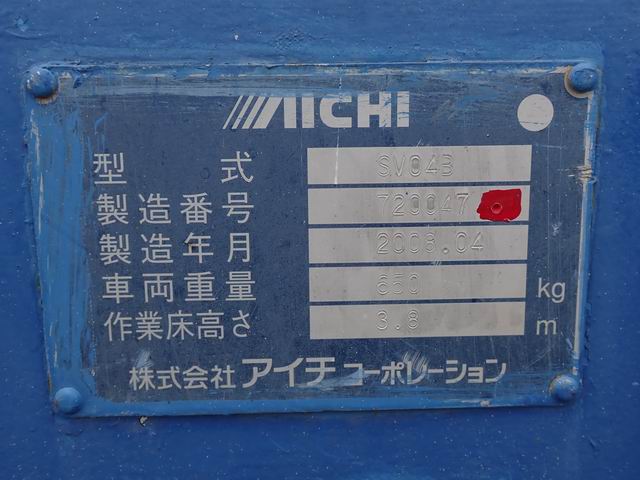 AICHI
型式 SV04B
製造番号 720047
製造年月 2008.04
車両重量 650 kg
作業床高さ 3.8 m
株式会社 アイチ コーポレーション